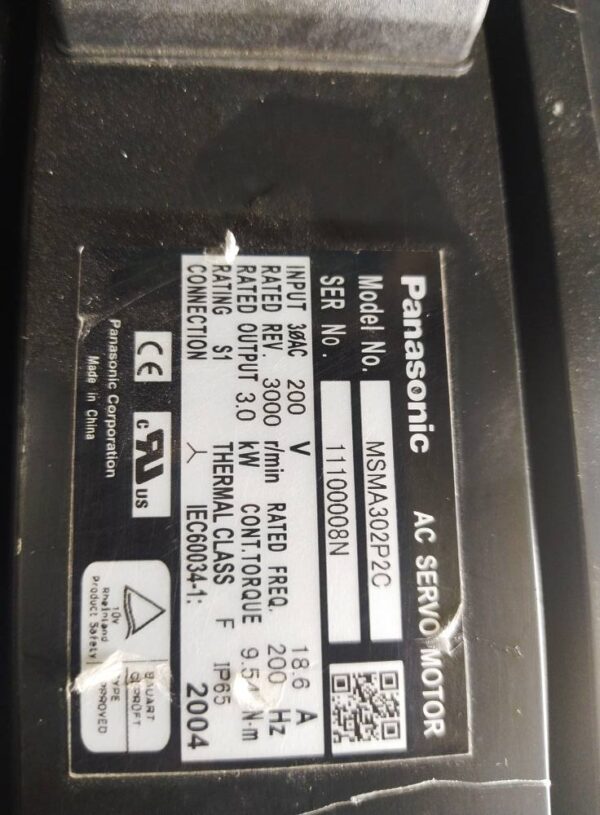 Panasonic AC SERVO MOTOR
Model No. MSMA302P2C
SER No. 11100008N
INPUT 3ØAC 200 V 18.6 A
RATED REV. 3000 r/min RATED FREQ. 200 Hz
RATED OUTPUT 3.0 kW CONT.TORQUE 9.54 N·m
RATING S1 THERMAL CLASS F IP65
CONNECTION IEC60034-1: 2004
CE
c UR US
Panasonic Corporation
Made in China
TÜV
Rheinland
Product Safety
BAUART
GEPRÜFT
TYPE
APPROVED